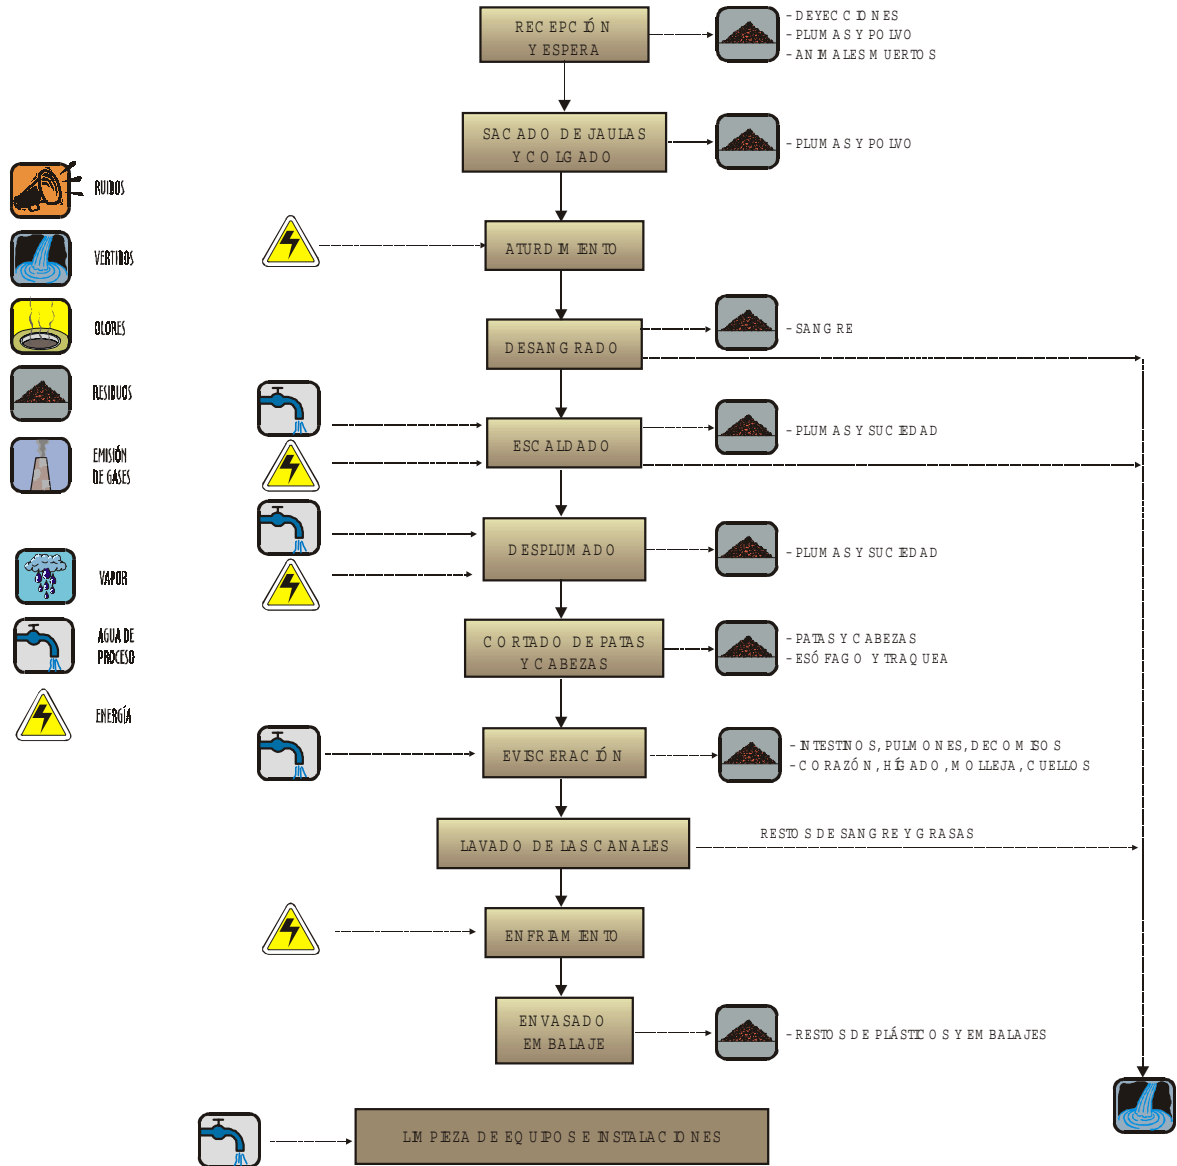 RECEPCIÓN
Y ESPERA
- DEYECCIONES
- PLUMAS Y POLVO
- ANIMALES MUERTOS
SACADO DE JAULAS
Y COLGADO
- PLUMAS Y POLVO
RUIDOS
VERTIDOS
OLORES
RESIDUOS
EMISIÓN
DE GASES
VAPOR
AGUA DE
PROCESO
ENERGÍA
ATURDIMIENTO
DESANGRADO
- SANGRE
ESCALDADO
- PLUMAS Y SUCIEDAD
DESPLUMADO
- PLUMAS Y SUCIEDAD
CORTADO DE PATAS
Y CABEZAS
- PATAS Y CABEZAS
- ESÓFAGO Y TRAQUEA
EVISCERACIÓN
- INTESTINOS, PULMONES, DECOMISOS
- CORAZÓN, HÍGADO, MOLLEJA, CUELLOS
LAVADO DE LAS CANALES
RESTOS DE SANGRE Y GRASAS
ENFRIAMIENTO
ENVASADO
EMBALAJE
- RESTOS DE PLÁSTICOS Y EMBALAJES
LIMPIEZA DE EQUIPOS E INSTALACIONES